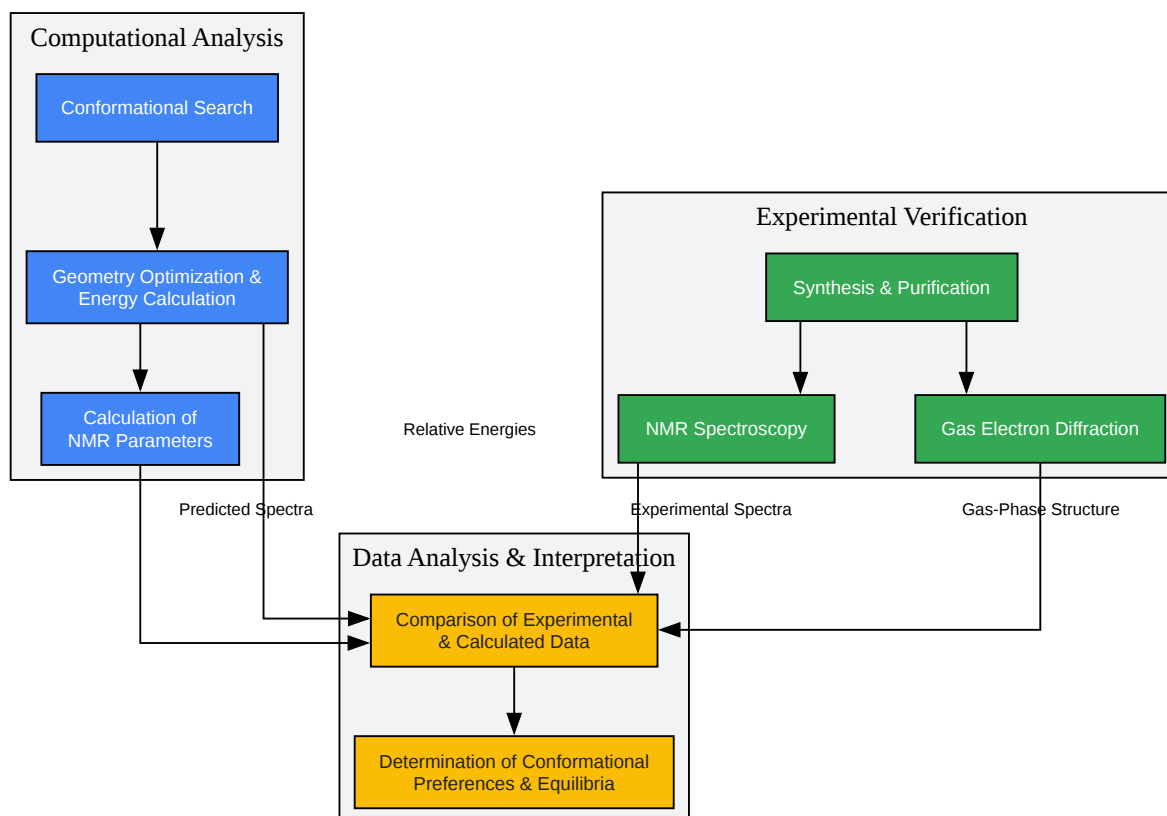 Computational Analysis
Conformational Search
Geometry Optimization &
Energy Calculation
Calculation of
NMR Parameters
Experimental Verification
Synthesis & Purification
NMR Spectroscopy
Gas Electron Diffraction
Relative Energies
Predicted Spectra
Experimental Spectra
Gas-Phase Structure
Data Analysis & Interpretation
Comparison of Experimental
& Calculated Data
Determination of Conformational
Preferences & Equilibria